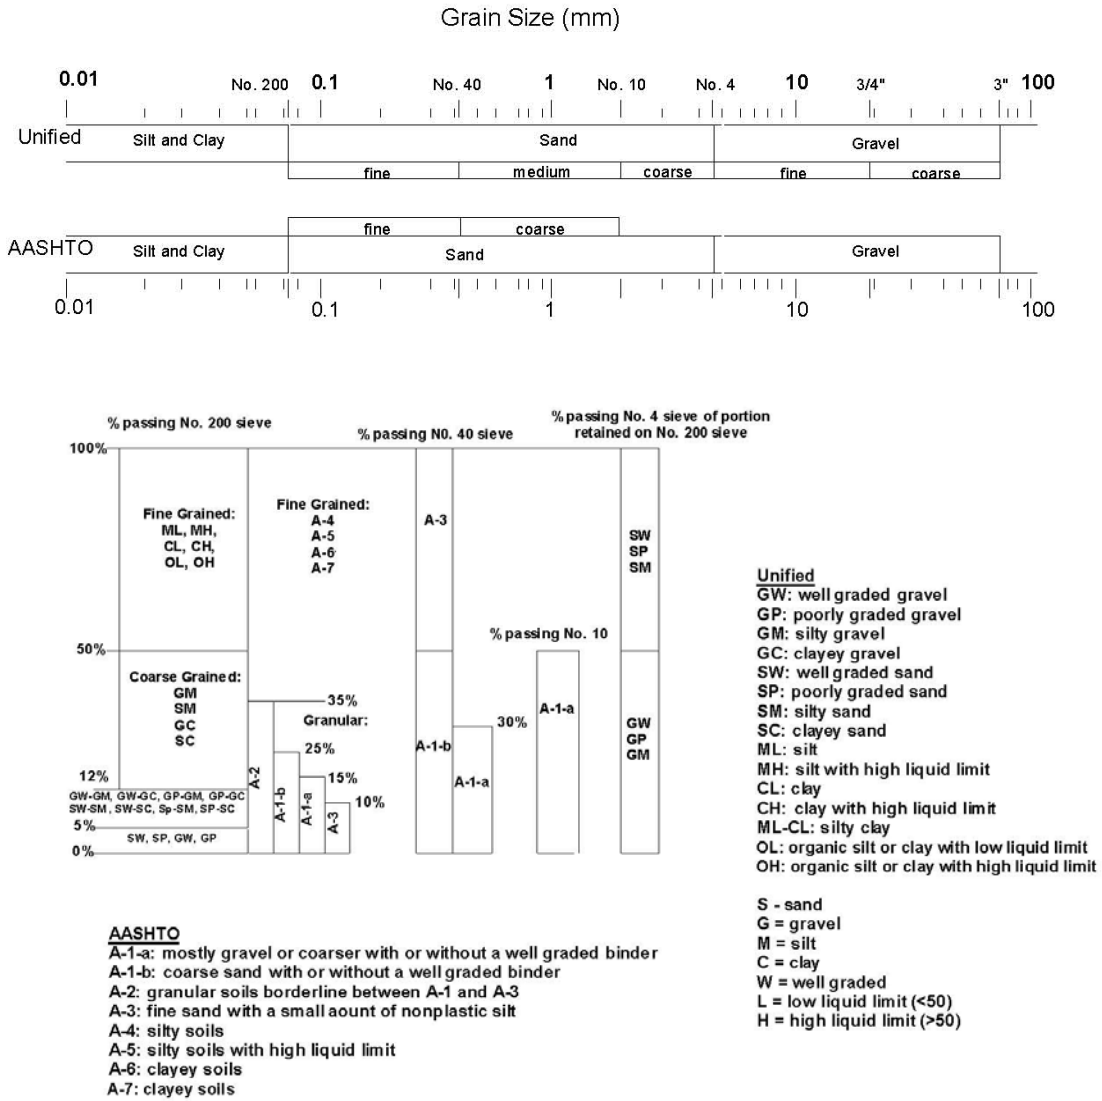 Grain Size (mm)
0.01 No. 200 0.1 No. 40 1 No. 10 No. 4 10 3/4" 3" 100
Unified Silt and Clay Sand Gravel
fine medium coarse fine coarse
fine coarse
AASHTO Silt and Clay Sand Gravel
0.01 0.1 1 10 100
% passing No. 200 sieve
% passing N0. 40 sieve
% passing No. 4 sieve of portion
retained on No. 200 sieve
100%
Fine Grained:
ML, MH,
CL, CH,
OL, OH
Fine Grained:
A-4
A-5
A-6
A-7
A-3
SW
SP
SM
% passing No. 10
50%
Coarse Grained:
GM
SM
GC
SC
35%
Granular:
25%
15%
10%
A-2
A-1-b
A-1-a
A-3
A-1-b
30%
A-1-a
A-1-a
GW
GP
GM
12%
GW-GM, GW-GC, GP-GM, GP-GC
SW-SM, SW-SC, Sp-SM, SP-SC
5%
SW, SP, GW, GP
0%
Unified
GW: well graded gravel
GP: poorly graded gravel
GM: silty gravel
GC: clayey gravel
SW: well graded sand
SP: poorly graded sand
SM: silty sand
SC: clayey sand
ML: silt
MH: silt with high liquid limit
CL: clay
CH: clay with high liquid limit
ML-CL: silty clay
OL: organic silt or clay with low liquid limit
OH: organic silt or clay with high liquid limit
S - sand
G = gravel
M = silt
C = clay
W = well graded
L = low liquid limit (<50)
H = high liquid limit (>50)
AASHTO
A-1-a: mostly gravel or coarser with or without a well graded binder
A-1-b: coarse sand with or without a well graded binder
A-2: granular soils borderline between A-1 and A-3
A-3: fine sand with a small aount of nonplastic silt
A-4: silty soils
A-5: silty soils with high liquid limit
A-6: clayey soils
A-7: clayey soils